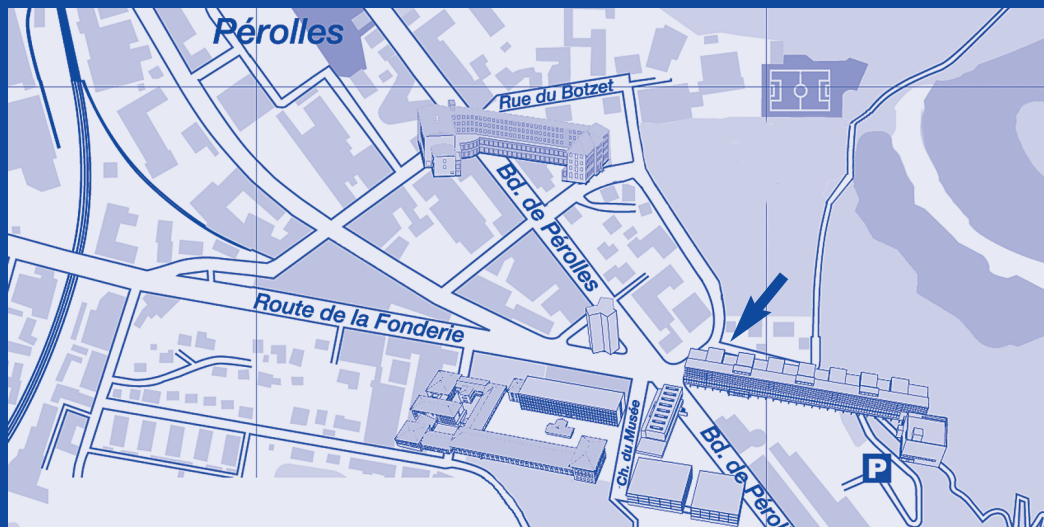 Pérolles
Rue du Botzet
Bd. de Pérolles
Route de la Fonderie
Ch. du Musée
Bd. de Pérol
P